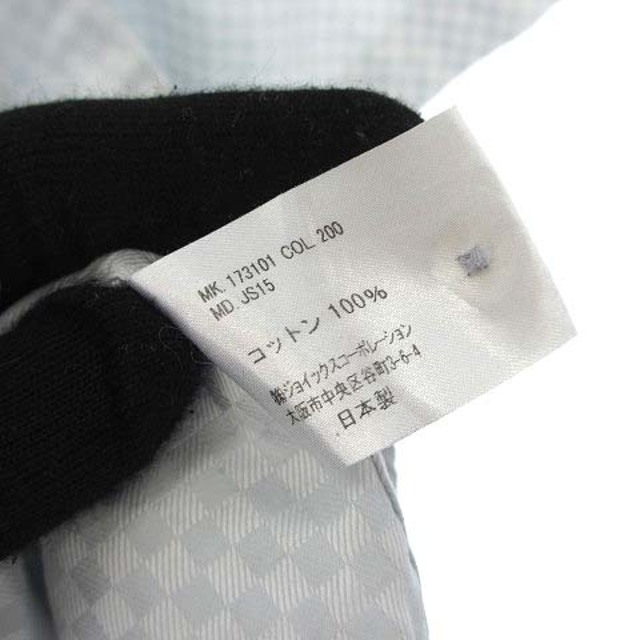 MK. 173101 COL 200
MD. JS15
コットン 100%
㈱ジョイックスコーポレーション
大阪市中央区谷町3-6-4
日本製